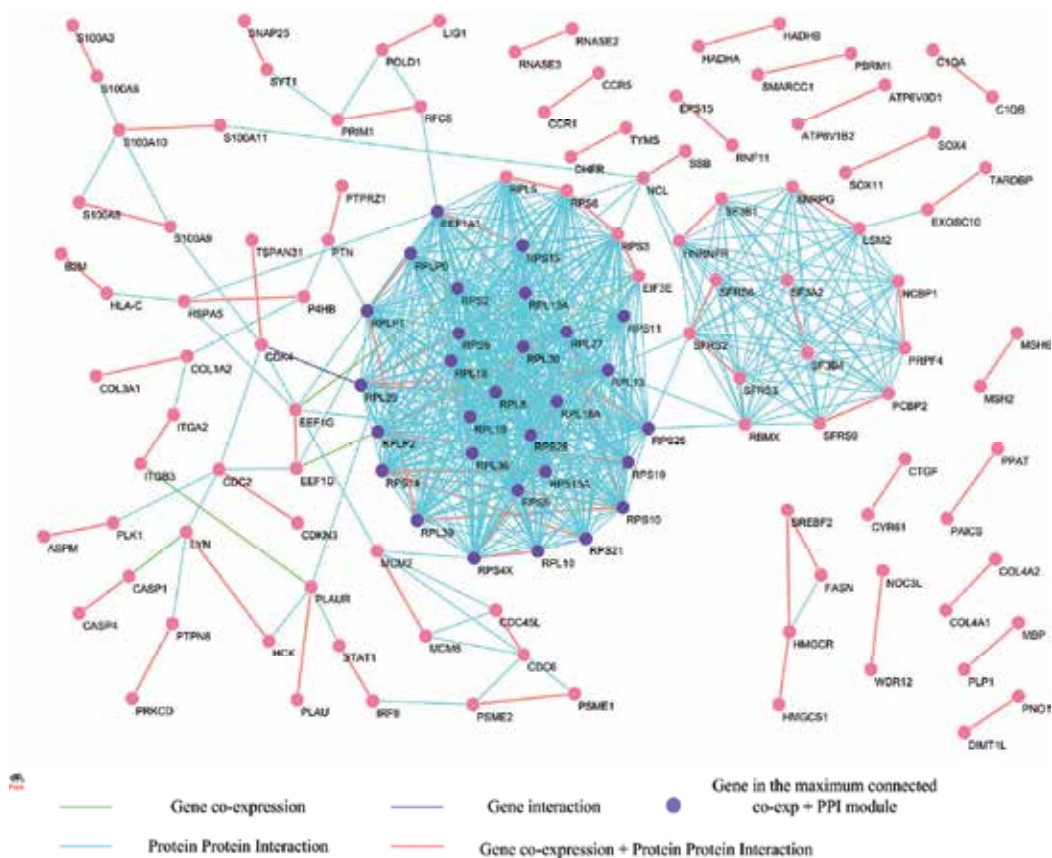 S100A3
SNAP25
LIG1
RNASE2
HADHB
S100A6
SYT1
POLD1
RNASE3
HADHA
PBRM1
C1QA
CCR5
SMARCC1
ATP6V0D1
C1QB
S100A10
S100A11
PRIM1
RFC5
CCR1
EPS15
ATP6V1B2
TYMS
RNF11
SOX4
DHFR
SSB
SOX11
TARDBP
S100A8
PTPRZ1
RPL5
RPS6
NCL
SF3B1
SNRPG
EXOSC10
S100A9
EEF1A1
LSM2
TSPAN31
PTN
RPS3
HNRNPR
B2M
RPLP0
RPS15
HLA-C
HSPA5
P4HB
RPS2
RPL13A
EIF3E
SFRS6
SF3A2
NCBP1
RPLP1
RPS11
CDK4
RPS9
RPL27
SFRS2
MSH6
COL1A2
RPL14
RPL30
SF3B4
PRPF4
COL3A1
RPL29
RPL13
SFRS3
MSH2
RPL8
PCBP2
ITGA2
EEF1G
RPL19
RPL18A
RBMX
SFRS9
RPLP2
RPS28
RPS25
ITGB3
CDC2
EEF1D
RPS14
RPL36
RPS15A
RPS19
CTGF
PPAT
RPS5
RPS10
SREBF2
CYR61
PAICS
ASPM
PLK1
CDKN3
RPL39
LYN
MCM2
RPS4X
RPL10
RPS21
COL4A2
CASP1
PLAUR
FASN
NOC3L
CASP4
PTPN6
HCK
STAT1
MCM6
CDC45L
HMGCR
COL4A1
MBP
CDC6
WDR12
PLP1
PRKCD
PLAU
IRF9
PSME2
PSME1
HMGCS1
PNO1
DIMT1L
Gene co-expression
Gene interaction
Gene in the maximum connected
co-exp + PPI module
Protein Protein Interaction
Gene co-expression + Protein Protein Interaction